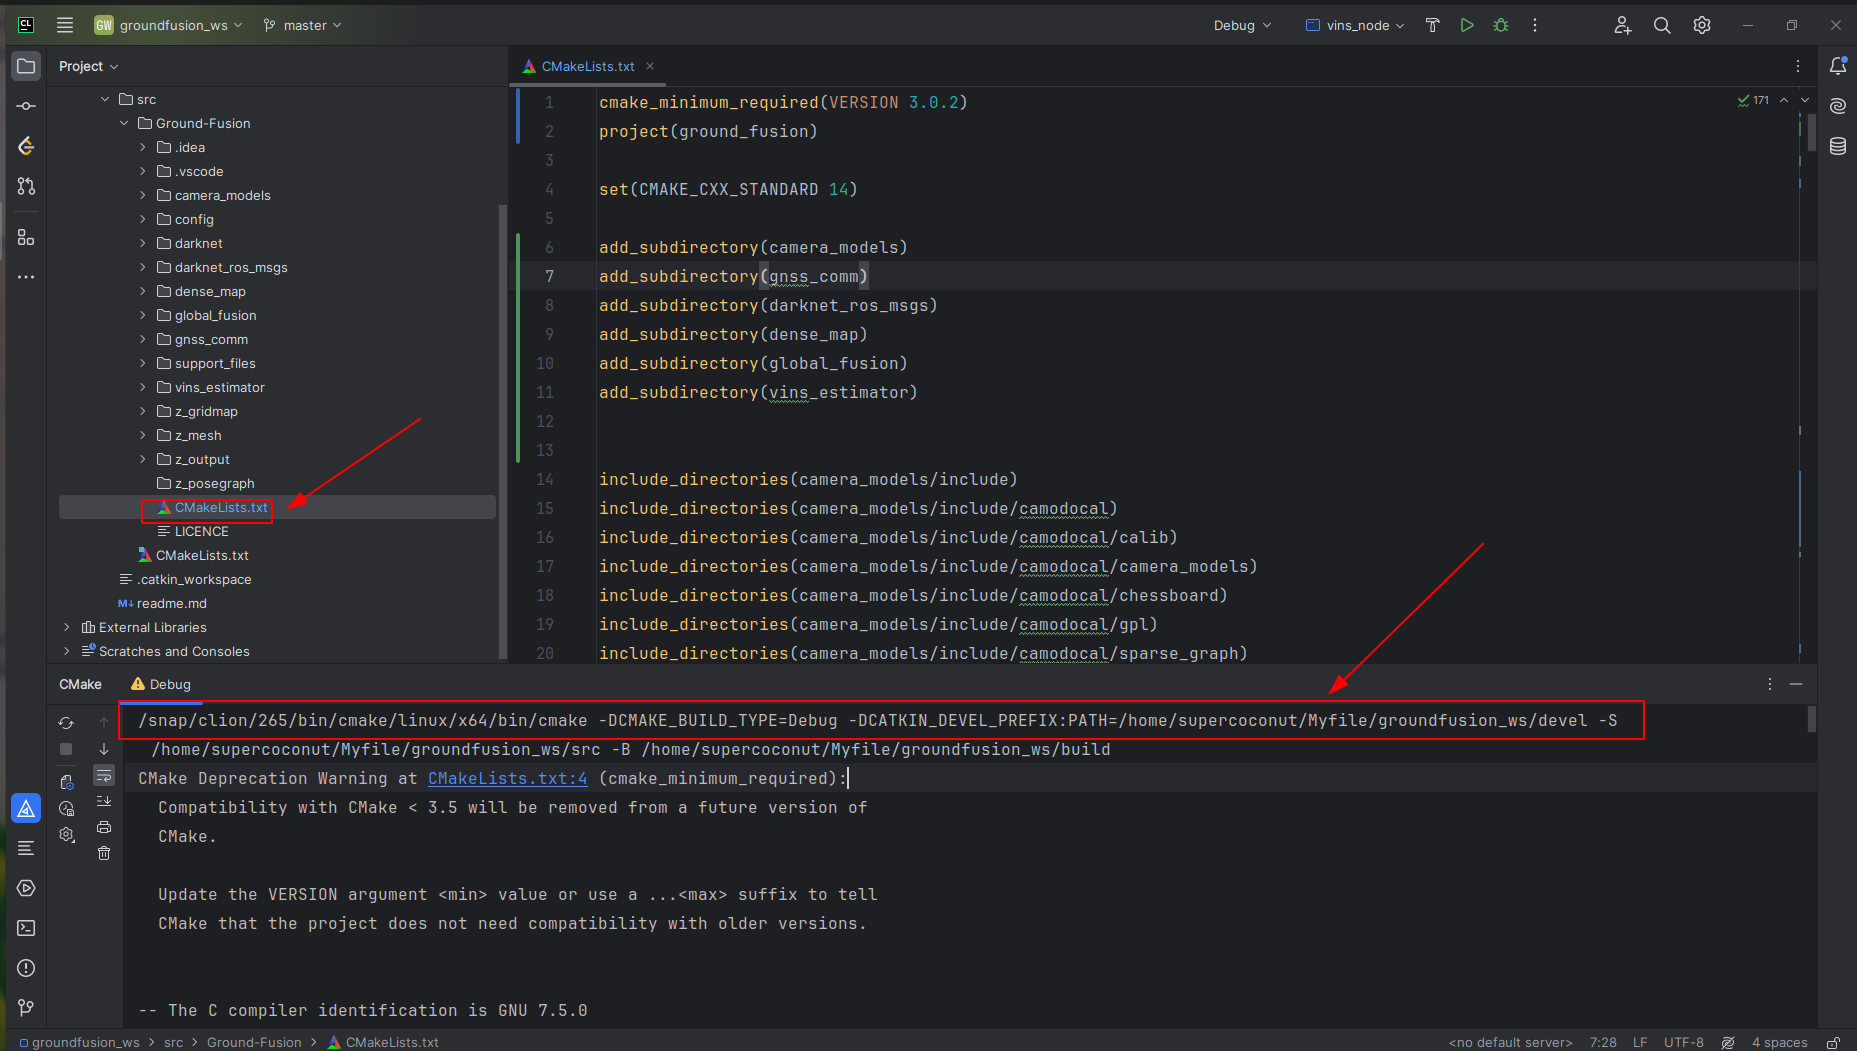 CL
GW groundfusion_ws
master
Debug
vins_node
Project
src
Ground-Fusion
.idea
.vscode
camera_models
config
darknet
darknet_ros_msgs
dense_map
global_fusion
gnss_comm
support_files
vins_estimator
z_gridmap
z_mesh
z_output
z_posegraph
CMakeLists.txt
LICENCE
CMakeLists.txt
.catkin_workspace
M↓ readme.md
External Libraries
Scratches and Consoles
CMakeLists.txt
171
1 cmake_minimum_required(VERSION 3.0.2)
2 project(ground_fusion)
3
4 set(CMAKE_CXX_STANDARD 14)
5
6 add_subdirectory(camera_models)
7 add_subdirectory(gnss_comm)
8 add_subdirectory(darknet_ros_msgs)
9 add_subdirectory(dense_map)
10 add_subdirectory(global_fusion)
11 add_subdirectory(vins_estimator)
12
13
14 include_directories(camera_models/include)
15 include_directories(camera_models/include/camodocal)
16 include_directories(camera_models/include/camodocal/calib)
17 include_directories(camera_models/include/camodocal/camera_models)
18 include_directories(camera_models/include/camodocal/chessboard)
19 include_directories(camera_models/include/camodocal/gpl)
20 include_directories(camera_models/include/camodocal/sparse_graph)
CMake
Debug
/snap/clion/265/bin/cmake/linux/x64/bin/cmake -DCMAKE_BUILD_TYPE=Debug -DCATKIN_DEVEL_PREFIX:PATH=/home/supercoconut/Myfile/groundfusion_ws/devel -S
/home/supercoconut/Myfile/groundfusion_ws/src -B /home/supercoconut/Myfile/groundfusion_ws/build
CMake Deprecation Warning at CMakeLists.txt:4 (cmake_minimum_required):
Compatibility with CMake < 3.5 will be removed from a future version of
CMake.
Update the VERSION argument <min> value or use a ...<max> suffix to tell
CMake that the project does not need compatibility with older versions.
-- The C compiler identification is GNU 7.5.0
groundfusion_ws > src > Ground-Fusion > CMakeLists.txt
<no default server>
7:28
LF
UTF-8
4 spaces